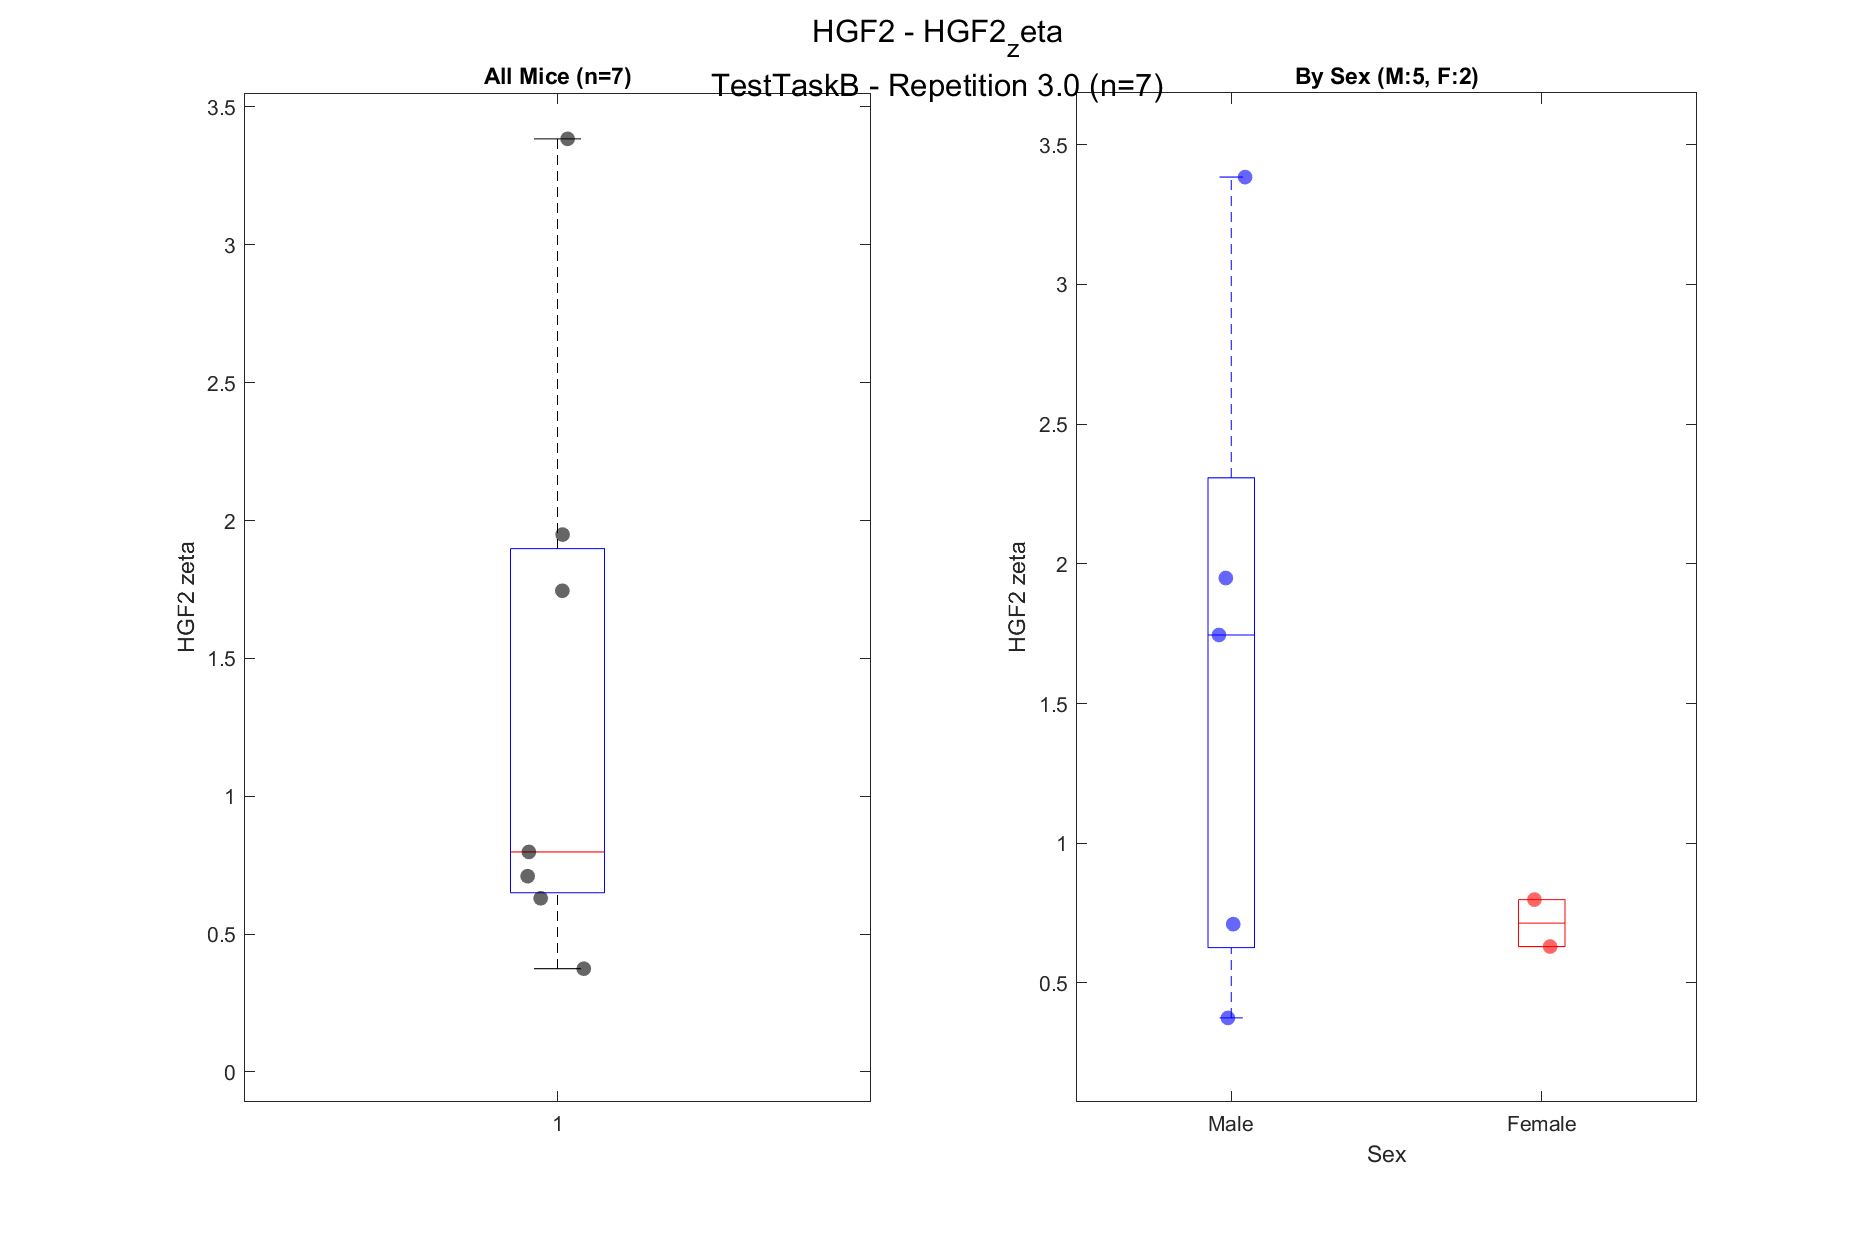 HGF2 - HGF2_zeta
TestTaskB - Repetition 3.0 (n=7)
All Mice (n=7)
3.5
3
2.5
2
1.5
1
0.5
0
HGF2 zeta
1
By Sex (M:5, F:2)
3.5
3
2.5
2
1.5
1
0.5
HGF2 zeta
Male
Female
Sex